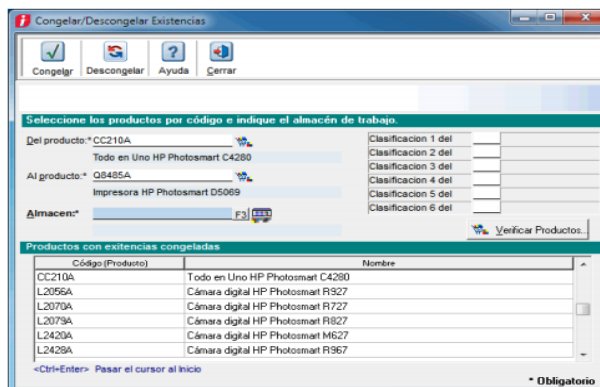 Congelar/Descongelar Existencias
Congelar Descongelar Ayuda Cerrar
Seleccione los productos por código e indique el almacén de trabajo.
Del producto:* CC210A
Todo en Uno HP Photosmart C4280
Al producto:* Q8485A
Impresora HP Photosmart D5069
Almacen:* F3
Clasificacion 1 del
Clasificacion 2 del
Clasificacion 3 del
Clasificacion 4 del
Clasificacion 5 del
Clasificacion 6 del
Verificar Productos...
Productos con exitencias congeladas
Código (Producto) Nombre
CC210A Todo en Uno HP Photosmart C4280
L2056A Cámara digital HP Photosmart R927
L2070A Cámara digital HP Photosmart R727
L2079A Cámara digital HP Photosmart R827
L2420A Cámara digital HP Photosmart M627
L2428A Cámara digital HP Photosmart R967
<Ctrl+Enter> Pasar el cursor al Inicio
* Obligatorio